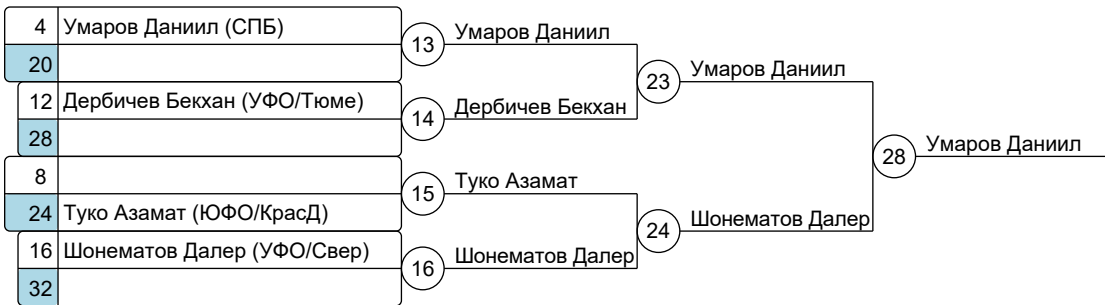 4 Умаров Даниил (СПБ)
20
12 Дербичев Бекхан (УФО/Тюме)
28
8
24 Туко Азамат (ЮФО/КрасД)
16 Шонематов Далер (УФО/Свер)
32
13 Умаров Даниил
14 Дербичев Бекхан
15 Туко Азамат
16 Шонематов Далер
23 Умаров Даниил
24 Шонематов Далер
28 Умаров Даниил